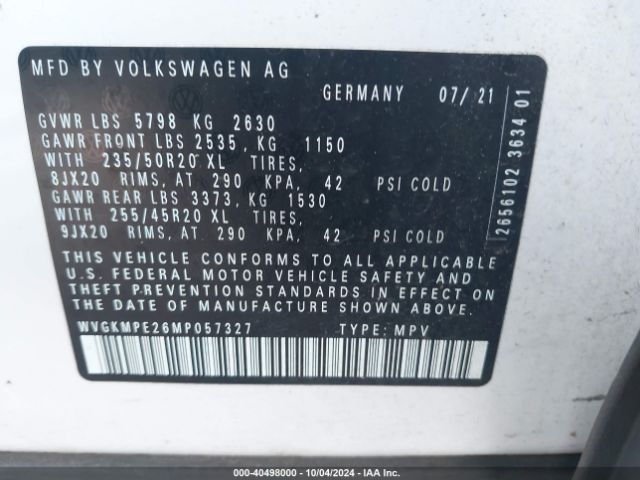 MFD BY VOLKSWAGEN AG
GERMANY 07/21
GVWR LBS 5798 KG 2630
GAWR FRONT LBS 2535, KG 1150
WITH 235/50R20 XL TIRES,
8JX20 RIMS, AT 290 KPA, 42 PSI COLD
GAWR REAR LBS 3373, KG 1530
WITH 255/45R20 XL TIRES,
9JX20 RIMS, AT 290 KPA, 42 PSI COLD
THIS VEHICLE CONFORMS TO ALL APPLICABLE
U.S. FEDERAL MOTOR VEHICLE SAFETY AND
THEFT PREVENTION STANDARDS IN EFFECT ON
THE DATE OF MANUFACTURE SHOWN ABOVE.
WVGKMPE26MP057327 TYPE: MPV
2656102 3634 01
000-40498000 - 10/04/2024 - IAA Inc.